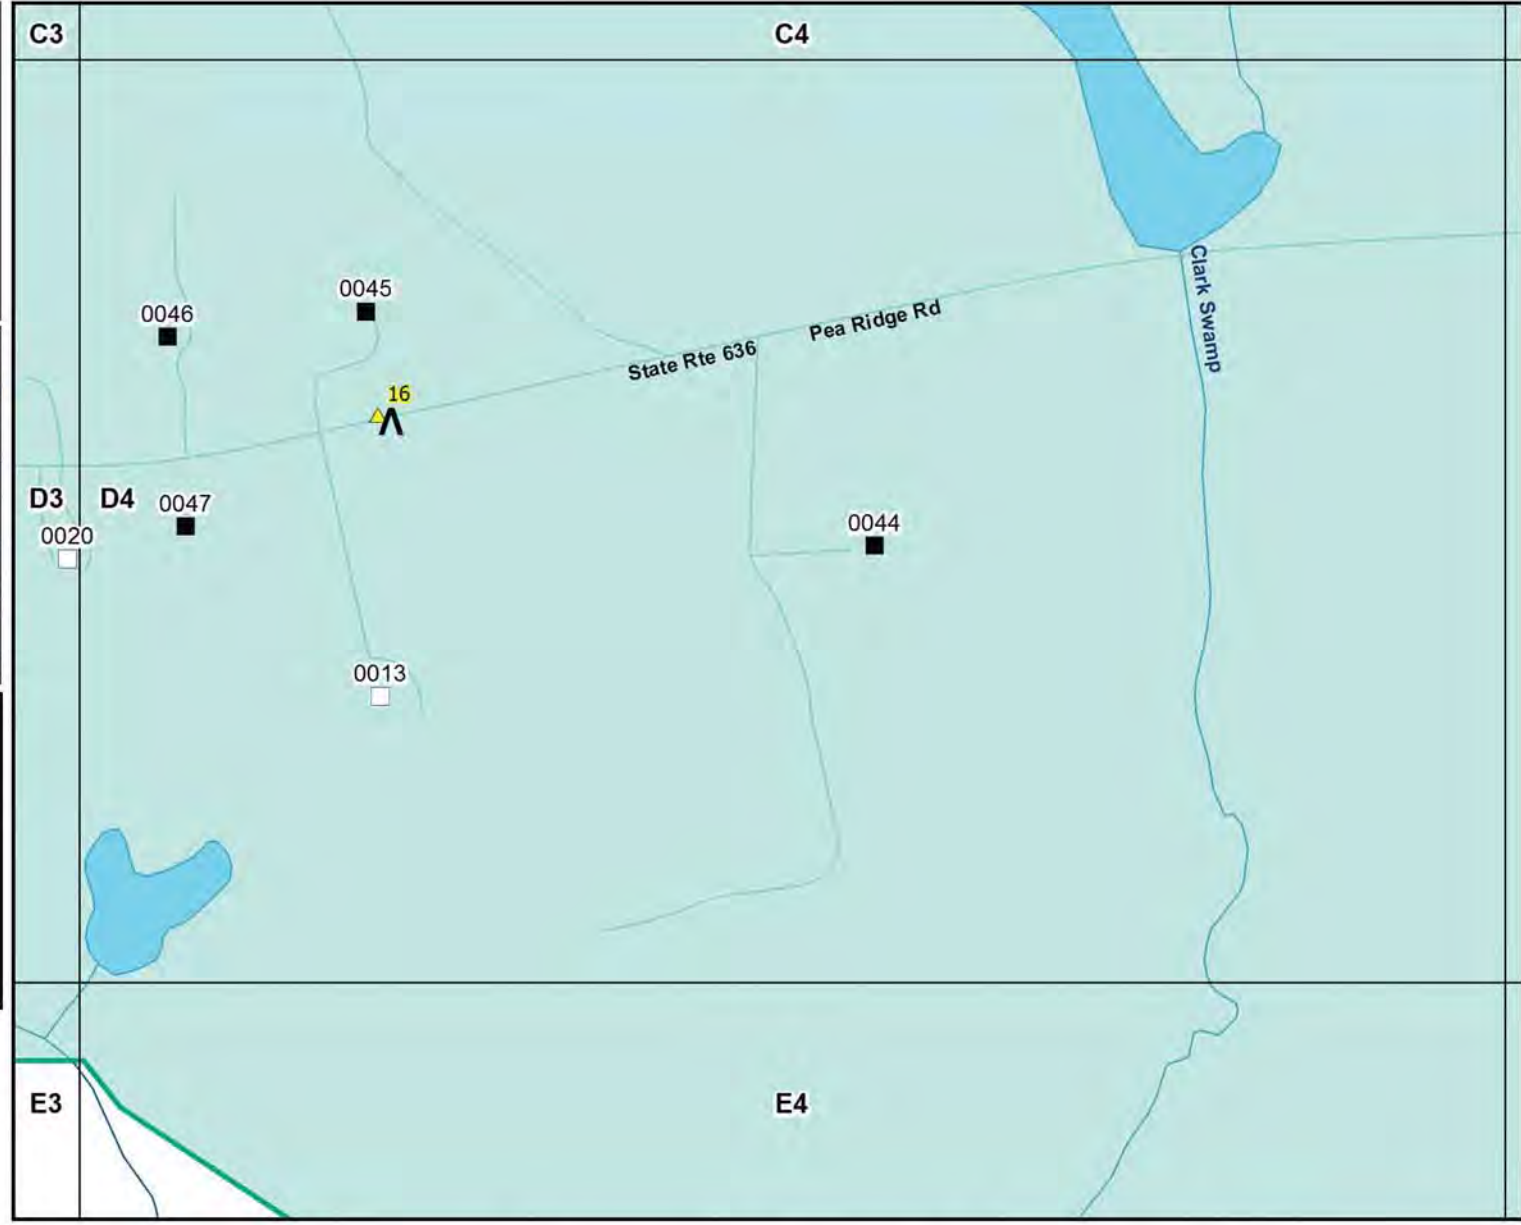 C3
C4
0046
0045
16
State Rte 636
Pea Ridge Rd
Clark Swamp
D3
D4
0047
0020
0044
0013
E3
E4